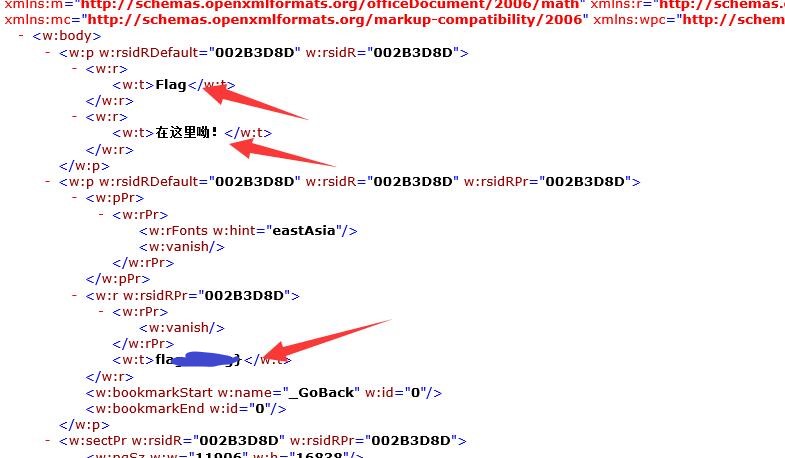 xmlns:m="http://schemas.openxmlformats.org/officeDocument/2006/math" xmlns:r="http://schemas.o
xmlns:mc="http://schemas.openxmlformats.org/markup-compatibility/2006" xmlns:wpc="http://schem
- <w:body>
- <w:p w:rsidRDefault="002B3D8D" w:rsidR="002B3D8D">
- <w:r>
<w:t>Flag</w:t>
</w:r>
- <w:r>
<w:t>在这里呦！</w:t>
</w:r>
</w:p>
- <w:p w:rsidRDefault="002B3D8D" w:rsidR="002B3D8D" w:rsidRPr="002B3D8D">
- <w:pPr>
- <w:rPr>
<w:rFonts w:hint="eastAsia"/>
<w:vanish/>
</w:rPr>
</w:pPr>
- <w:r w:rsidRPr="002B3D8D">
- <w:rPr>
<w:vanish/>
</w:rPr>
<w:t>fla }</w:t>
</w:r>
<w:bookmarkStart w:name="_GoBack" w:id="0"/>
<w:bookmarkEnd w:id="0"/>
</w:p>
- <w:sectPr w:rsidR="002B3D8D" w:rsidRPr="002B3D8D">
<w:pgSz w:w="11906" w:h="16838"/>